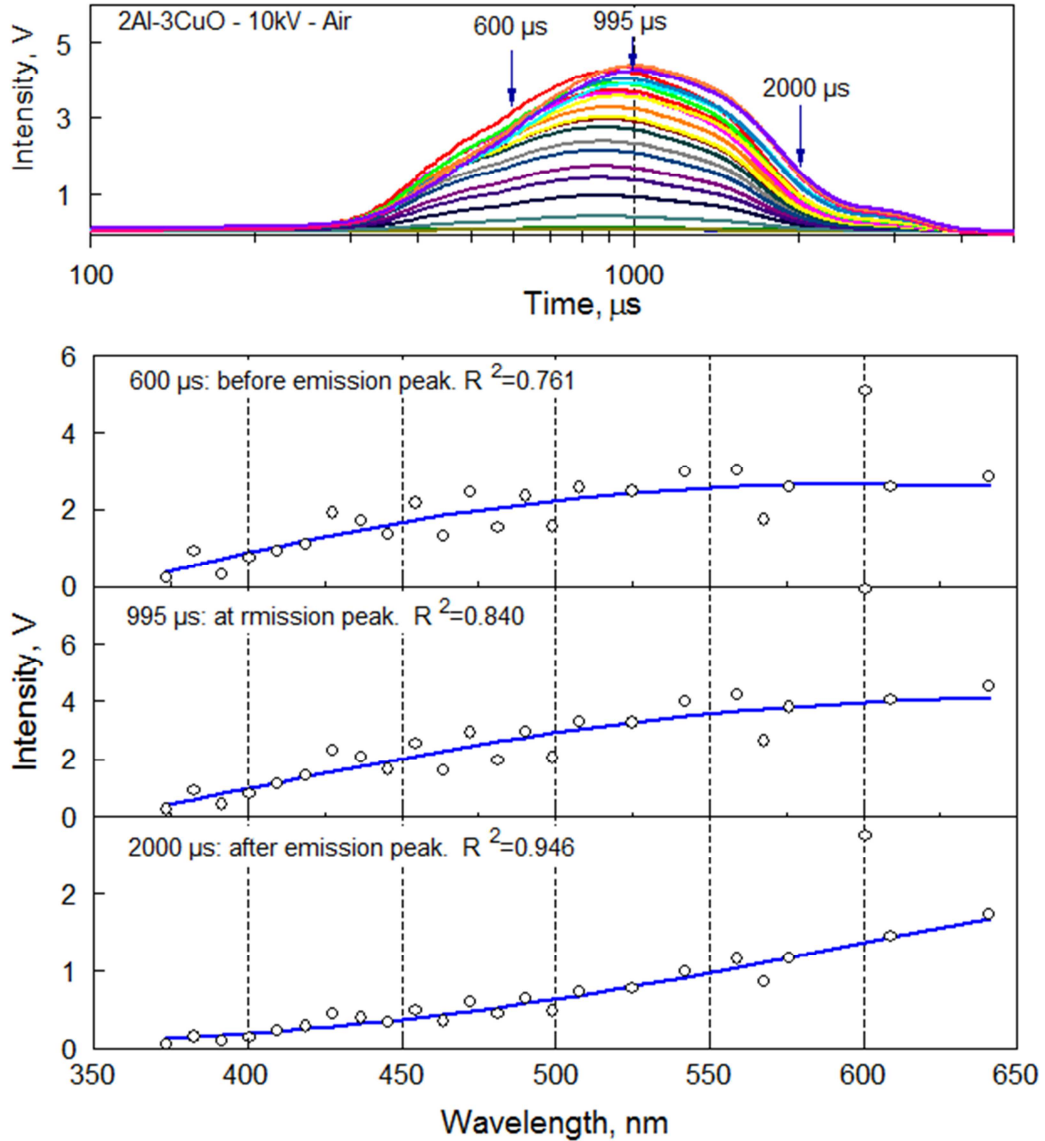 2Al-3CuO - 10kV - Air
600 µs
995 µs
2000 µs
Intensity, V
5
3
1
100
1000
Time, µs
600 µs: before emission peak. R ²=0.761
6
4
2
0
995 µs: at rmission peak. R ²=0.840
6
4
2
0
Intensity, V
2000 µs: after emission peak. R ²=0.946
2
1
0
350
400
450
500
550
600
650
Wavelength, nm